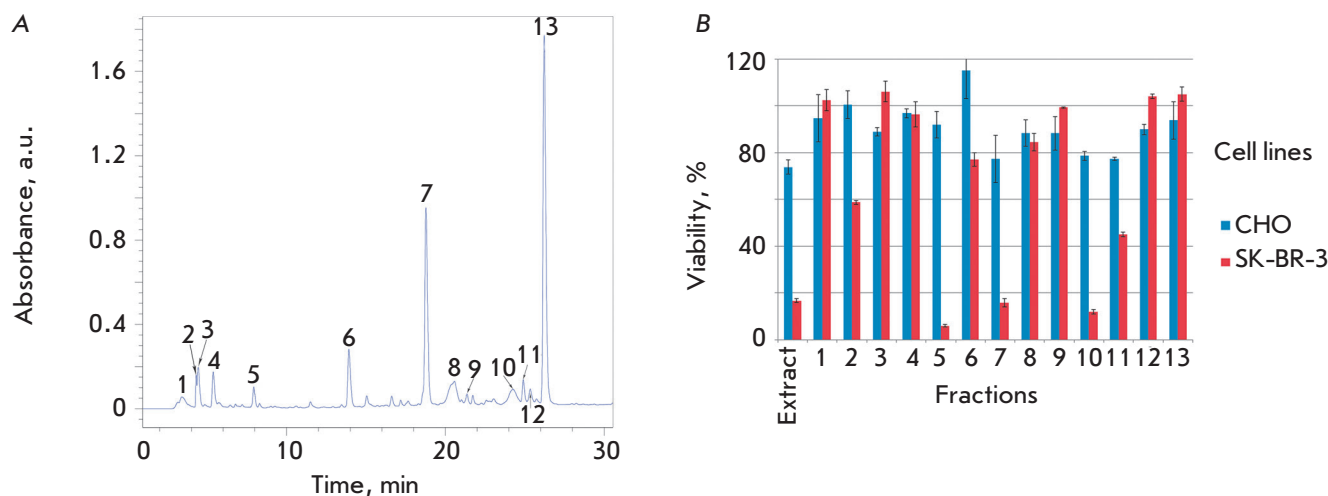 A
Absorbance, a.u.
1.6
1.2
0.8
0.4
0
1 2 3 4 5 6 7 8 9 10 11 12 13
0 10 20 30
Time, min
B
Viability, %
120
80
40
0
Extract 1 2 3 4 5 6 7 8 9 10 11 12 13
Fractions
Cell lines
CHO
SK-BR-3